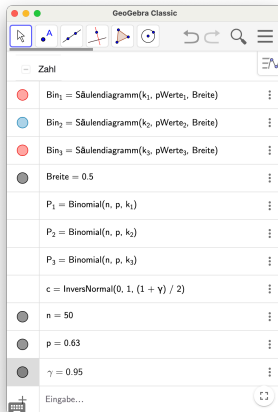 GeoGebra Classic
Zahl
Bin₁ = Säulendiagramm(k₁, pWerte₁, Breite)
Bin₂ = Säulendiagramm(k₂, pWerte₂, Breite)
Bin₃ = Säulendiagramm(k₃, pWerte₃, Breite)
Breite = 0.5
P₁ = Binomial(n, p, k₁)
P₂ = Binomial(n, p, k₂)
P₃ = Binomial(n, p, k₃)
c = InversNormal(0, 1, (1 + γ) / 2)
n = 50
p = 0.63
γ = 0.95
Eingabe…